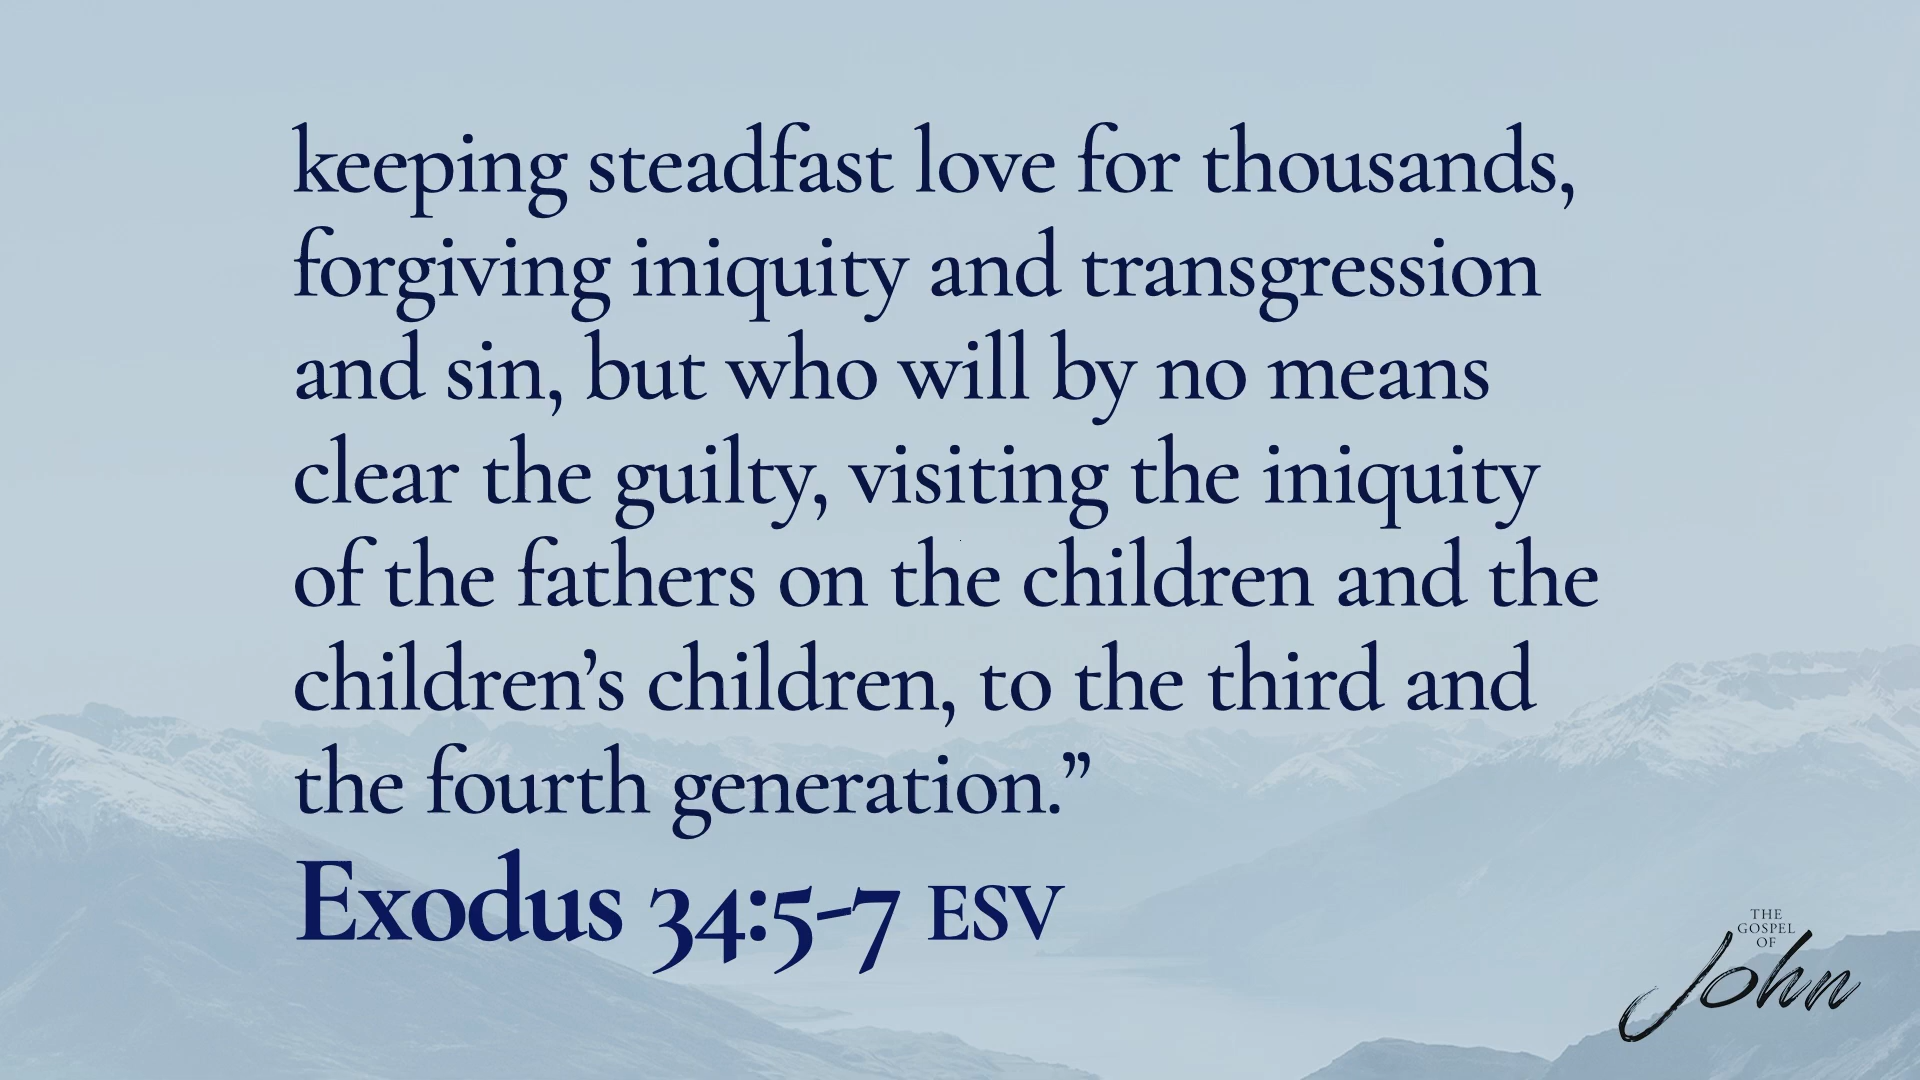 keeping steadfast love for thousands,
forgiving iniquity and transgression
and sin, but who will by no means
clear the guilty, visiting the iniquity
of the fathers on the children and the
children’s children, to the third and
the fourth generation.”
Exodus 34:5-7 ESV
THE
GOSPEL
OF
John